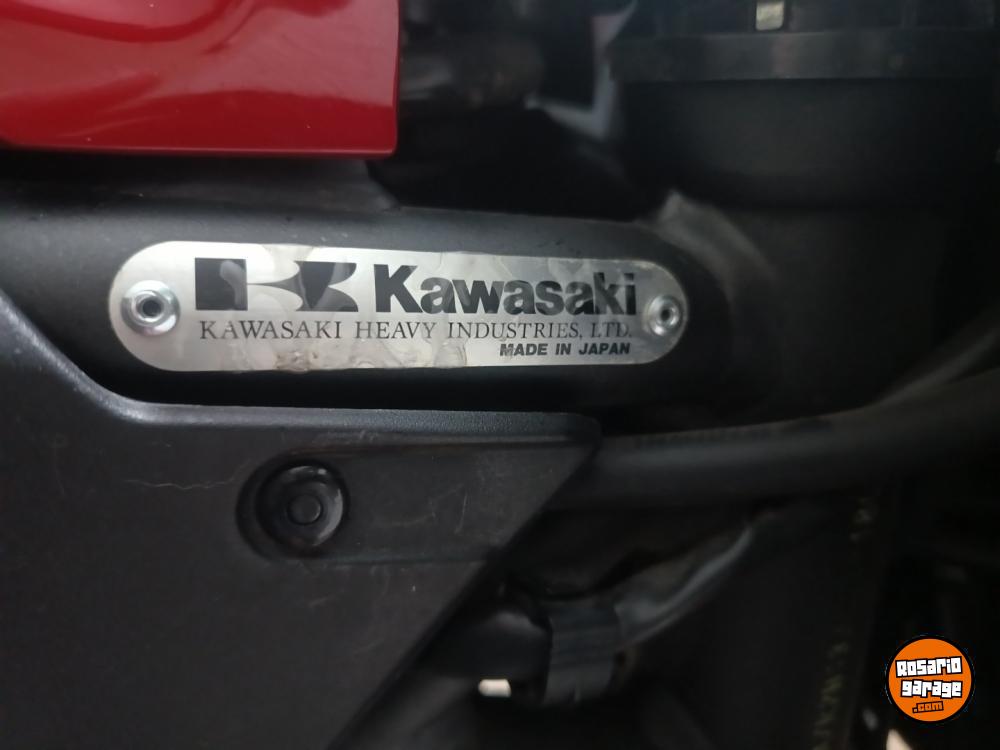 Kawasaki
KAWASAKI HEAVY INDUSTRIES, LTD.
MADE IN JAPAN
Rosario
garage
.com